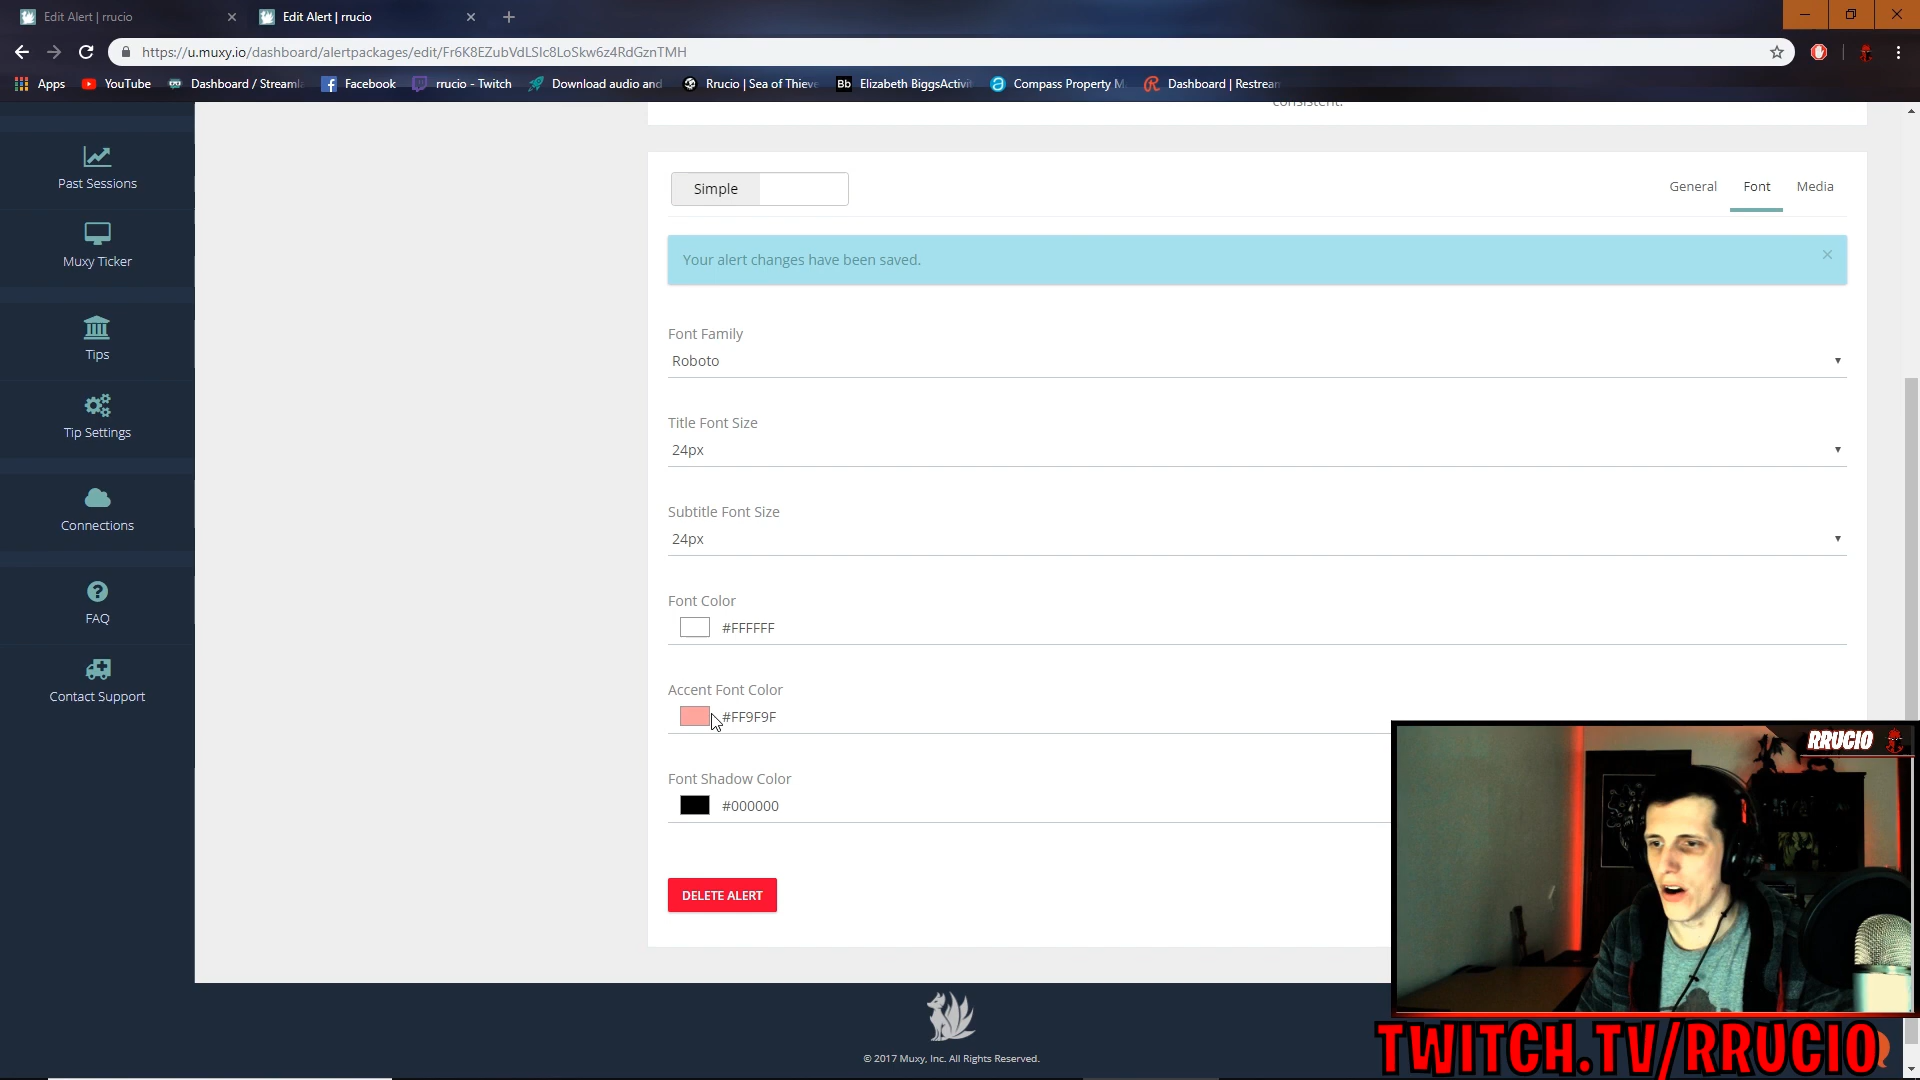 Edit Alert | rrucio
Edit Alert | rrucio
https://u.muxy.io/dashboard/alertpackages/edit/Fr6K8EZubVdLSIc8LoSkw6z4RdGznTMH
Apps
YouTube
Dashboard / Streaml
Facebook
rrucio - Twitch
Download audio and
Rrucio | Sea of Thieve
Bb
Elizabeth BiggsActivi
Compass Property M
Dashboard | Restream
consistent.
Past Sessions
Muxy Ticker
Tips
Tip Settings
Connections
FAQ
Contact Support
Simple
General
Font
Media
Your alert changes have been saved.
Font Family
Roboto
Title Font Size
24px
Subtitle Font Size
24px
Font Color
#FFFFFF
Accent Font Color
#FF9F9F
Font Shadow Color
#000000
DELETE ALERT
RRUCIO
© 2017 Muxy, Inc. All Rights Reserved.
TWITCH.TV/RRUCIO